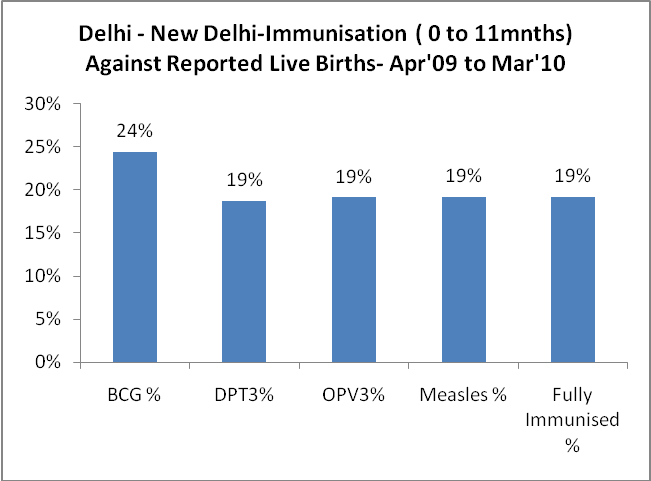 Delhi - New Delhi-Immunisation ( 0 to 11mnths)
Against Reported Live Births- Apr'09 to Mar'10
30%
25%
20%
15%
10%
5%
0%
24%
19%
19%
19%
19%
BCG %
DPT3%
OPV3%
Measles %
Fully
Immunised
%